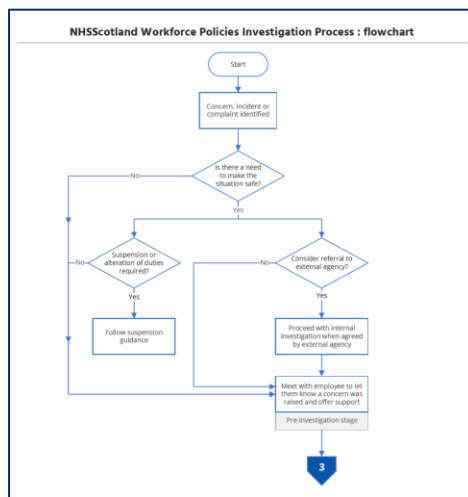 NHSScotland Workforce Policies Investigation Process : flowchart
Start
Concern, incident or
complaint identified
Is there a need
to make the
situation safe?
No
Yes
Suspension or
alteration of duties
required?
No
Yes
Follow suspension
guidance
Consider referral to
external agency?
No
Yes
Proceed with internal
investigation when agreed
by external agency
Meet with employee to let
them know a concern was
raised and offer support
Pre-investigation stage
3